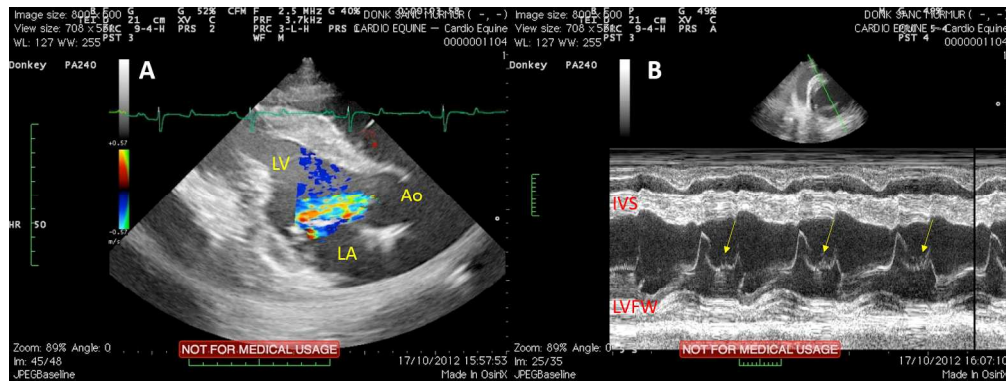 Image size: 800 x 600
View size: 708 x 551
WL: 127 WW: 255
G 52% CFM F 2.5 MHz G 40%
21 cm XV C PRF 3.7kHz
PRC 9-4-H PRS 2 PRC 3-L-H PRS
PST 3 WF M
DONK SANC MURMUR ( -, -)
CARDIO EQUINE — Cardio Equine
0000001104
Donkey PA240
A
+0.57
-0.57
m/s
HR 50
LV
Ao
LA
Zoom: 89% Angle: 0
Im: 45/48
JPEGBaseline
NOT FOR MEDICAL USAGE
17/10/2012 15:57:53
Made In OsiriX
Image size: 800 x 600
View size: 708 x 551
WL: 127 WW: 255
G 49%
21 cm XV C
PRC 9-4-H PRS A
PST 3
PST 4
DONK SANC MURMUR ( -, -)
0000001104
Donkey PA240
B
IVS
LVFW
Zoom: 89% Angle: 0
Im: 25/35
JPEGBaseline
NOT FOR MEDICAL USAGE
17/10/2012 16:07:10
Made In OsiriX